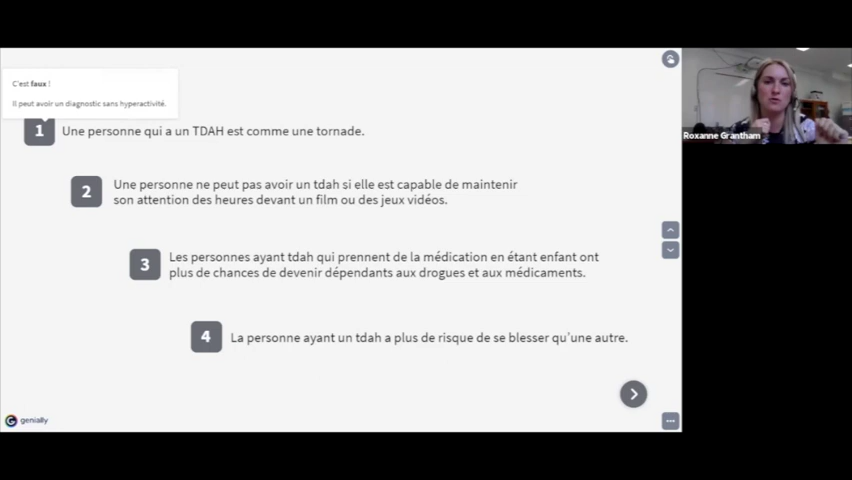 C'est faux !
Il peut avoir un diagnostic sans hyperactivité.
1 Une personne qui a un TDAH est comme une tornade.
2 Une personne ne peut pas avoir un tdah si elle est capable de maintenir
son attention des heures devant un film ou des jeux vidéos.
3 Les personnes ayant tdah qui prennent de la médication en étant enfant ont
plus de chances de devenir dépendants aux drogues et aux médicaments.
4 La personne ayant un tdah a plus de risque de se blesser qu'une autre.
genially
Roxanne Grantham